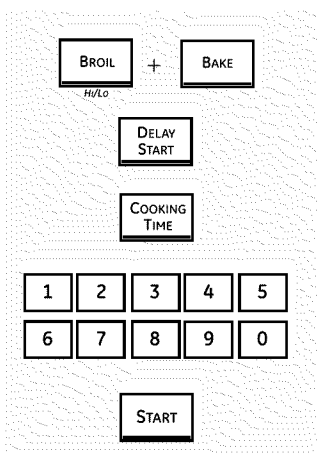 BROIL + BAKE
Hi/Lo
DELAY
START
COOKING
TIME
1 2 3 4 5
6 7 8 9 0
START